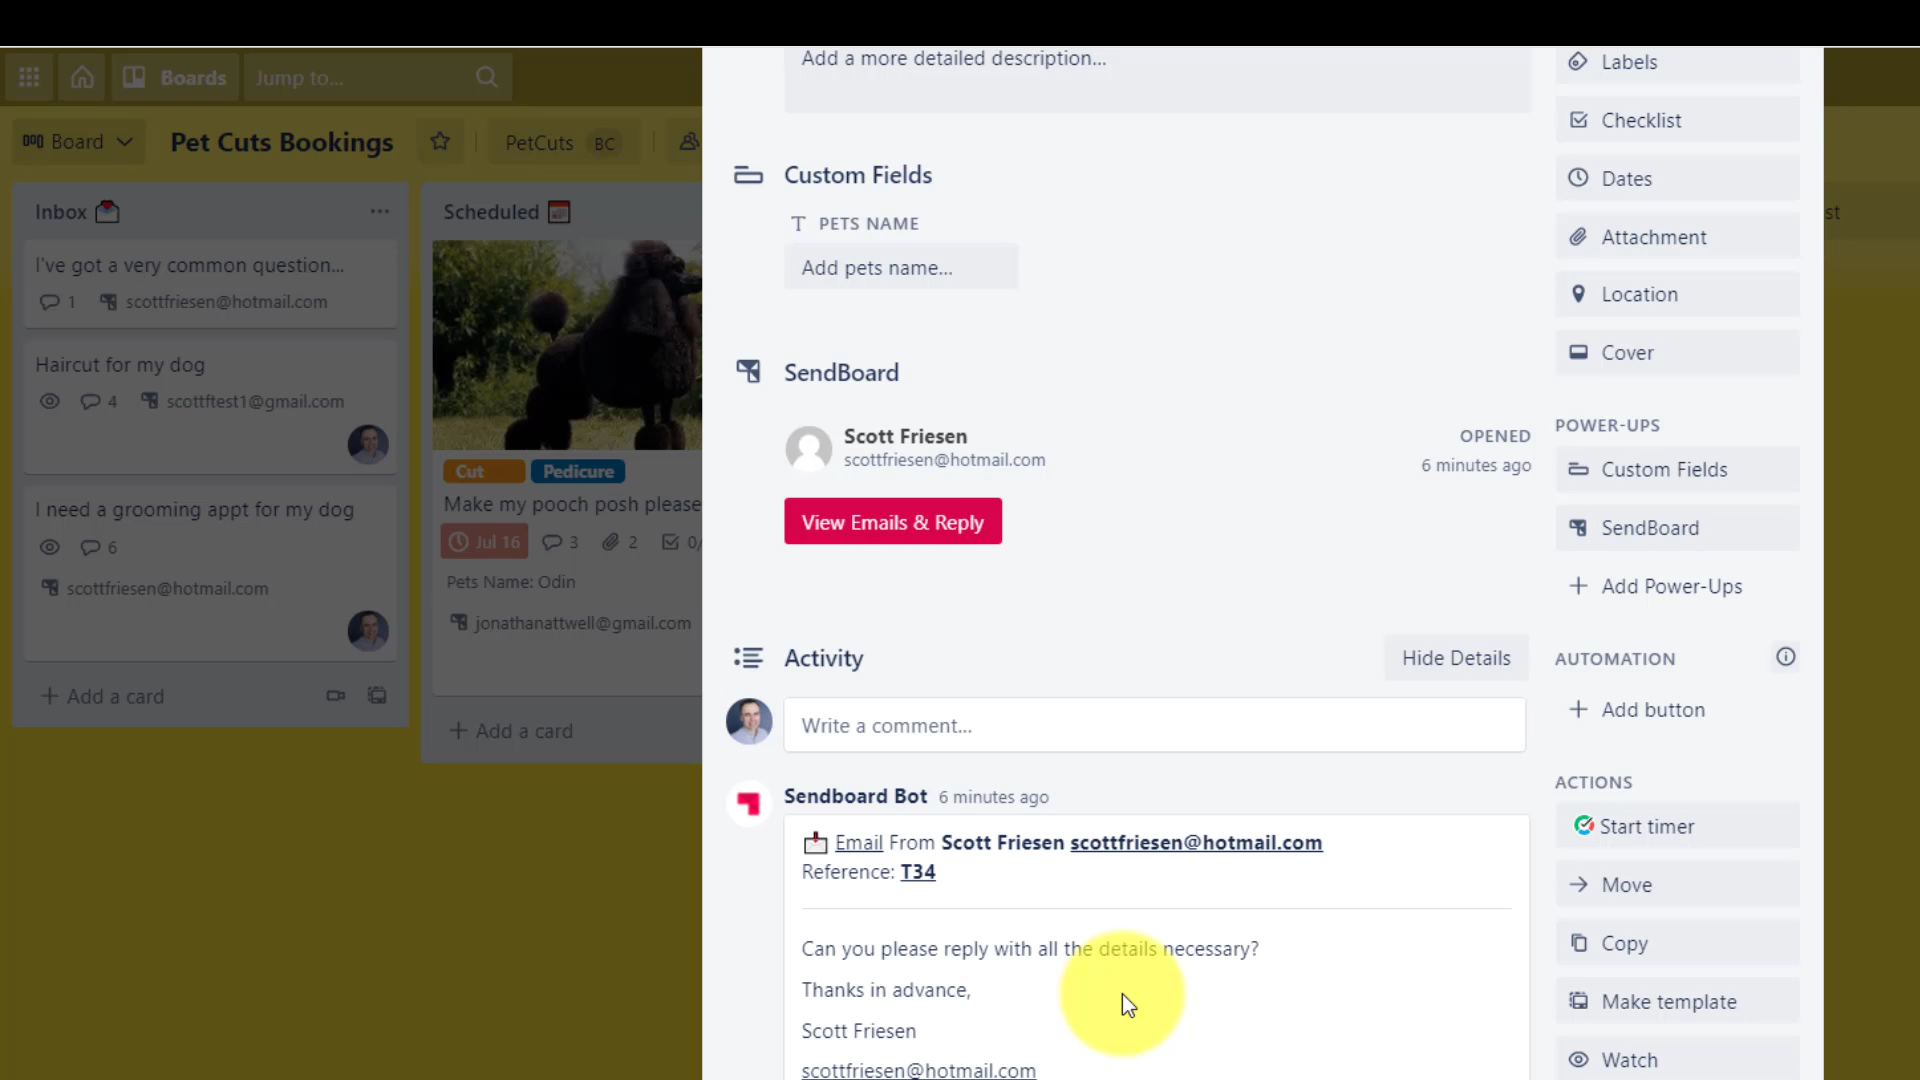 Boards
Jump to...
Board
Pet Cuts Bookings
PetCuts
BC
Inbox
I've got a very common question...
1
scottfriesen@hotmail.com
Haircut for my dog
4
scottftest1@gmail.com
I need a grooming appt for my dog
6
scottfriesen@hotmail.com
+ Add a card
Scheduled
Cut
Pedicure
Make my pooch posh please
Jul 16
3
2
0/
Pets Name: Odin
jonathanattwell@gmail.com
+ Add a card
Add a more detailed description...
Custom Fields
T PETS NAME
Add pets name...
SendBoard
Scott Friesen
scottfriesen@hotmail.com
OPENED
6 minutes ago
View Emails & Reply
Activity
Hide Details
Write a comment...
Sendboard Bot 6 minutes ago
Email From Scott Friesen scottfriesen@hotmail.com
Reference: T34
Can you please reply with all the details necessary?
Thanks in advance,
Scott Friesen
scottfriesen@hotmail.com
Labels
Checklist
Dates
Attachment
Location
Cover
POWER-UPS
Custom Fields
SendBoard
+ Add Power-Ups
AUTOMATION
+ Add button
ACTIONS
Start timer
Move
Copy
Make template
Watch
st